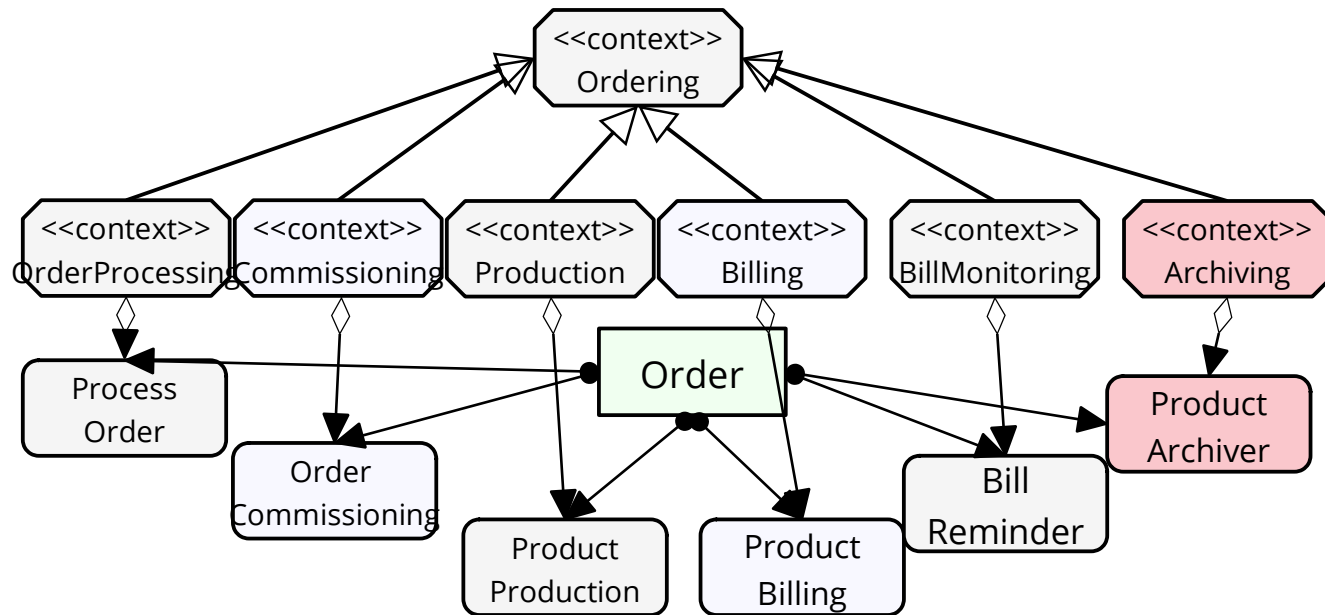 <<context>>
Ordering
<<context>>
OrderProcessing
<<context>>
Commissioning
<<context>>
Production
<<context>>
Billing
<<context>>
BillMonitoring
<<context>>
Archiving
Order
Process
Order
Order
Commissioning
Product
Production
Product
Billing
Bill
Reminder
Product
Archiver